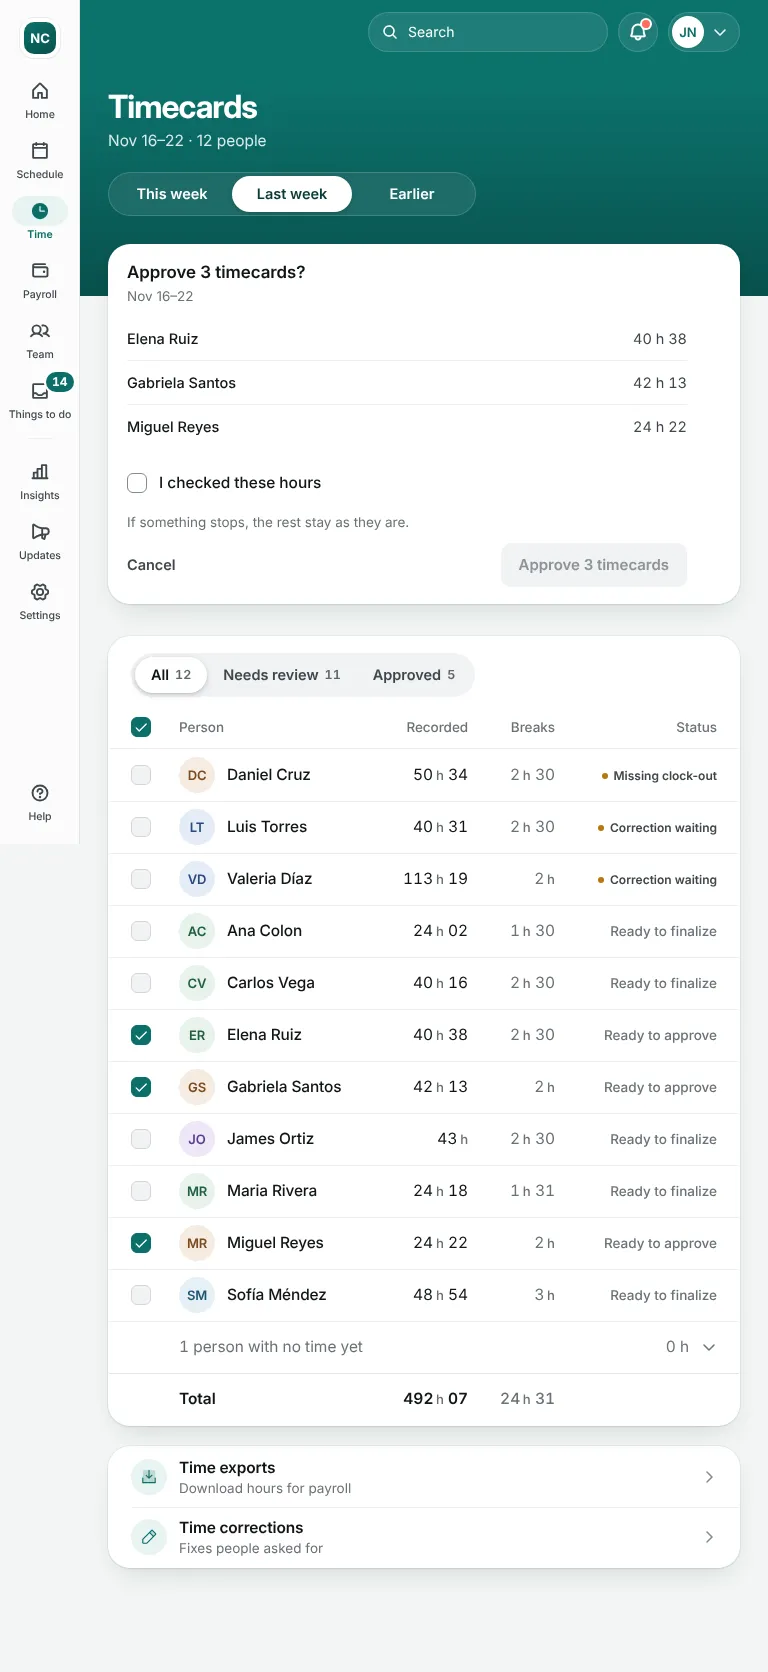 NC
Search
JN
Home
Schedule
Time
Payroll
Team
14
Things to do
Insights
Updates
Settings
Help
Timecards
Nov 16–22 · 12 people
This week
Last week
Earlier
Approve 3 timecards?
Nov 16–22
Elena Ruiz 40 h 38
Gabriela Santos 42 h 13
Miguel Reyes 24 h 22
I checked these hours
If something stops, the rest stay as they are.
Cancel
Approve 3 timecards
All 12
Needs review 11
Approved 5
Person Recorded Breaks Status
DC Daniel Cruz 50 h 34 2 h 30 Missing clock-out
LT Luis Torres 40 h 31 2 h 30 Correction waiting
VD Valeria Díaz 113 h 19 2 h Correction waiting
AC Ana Colon 24 h 02 1 h 30 Ready to finalize
CV Carlos Vega 40 h 16 2 h 30 Ready to finalize
ER Elena Ruiz 40 h 38 2 h 30 Ready to approve
GS Gabriela Santos 42 h 13 2 h Ready to approve
JO James Ortiz 43 h 2 h 30 Ready to finalize
MR Maria Rivera 24 h 18 1 h 31 Ready to finalize
MR Miguel Reyes 24 h 22 2 h Ready to approve
SM Sofía Méndez 48 h 54 3 h Ready to finalize
1 person with no time yet 0 h
Total 492 h 07 24 h 31
Time exports
Download hours for payroll
Time corrections
Fixes people asked for